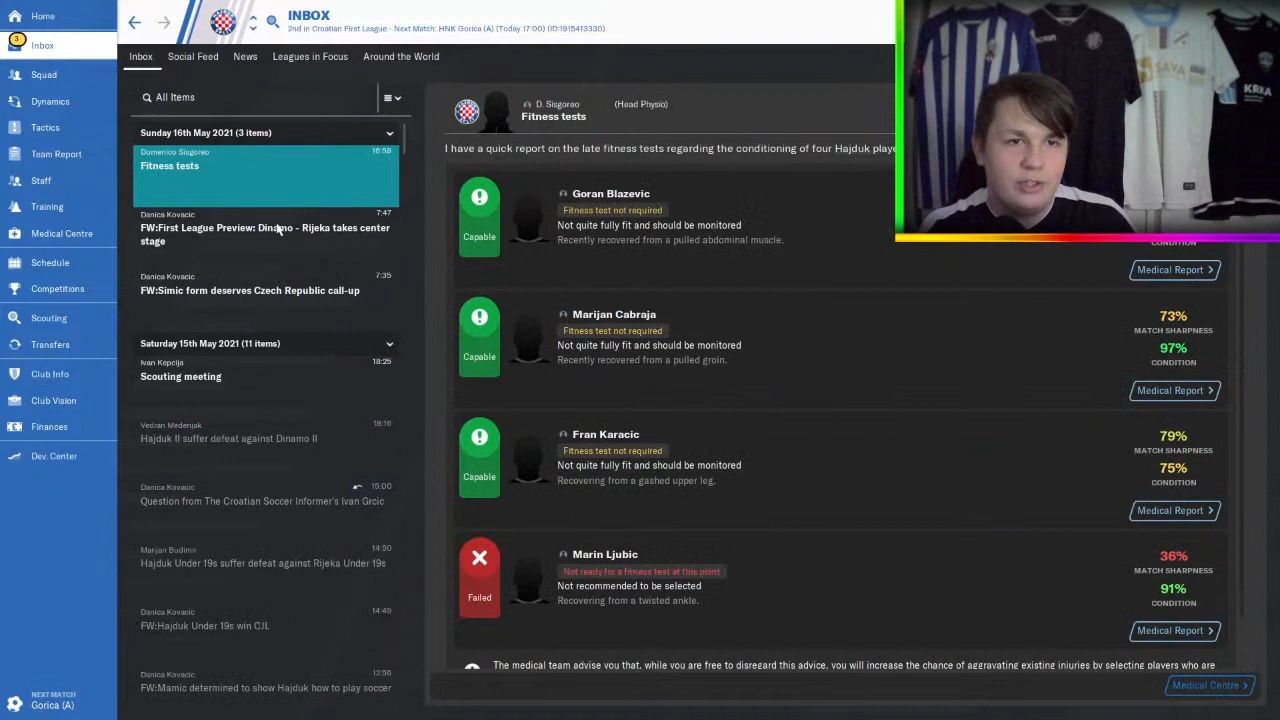 Home
3
Inbox
Squad
Dynamics
Tactics
Team Report
Staff
Training
Medical Centre
Schedule
Competitions
Scouting
Transfers
Club Info
Club Vision
Finances
Dev. Center
NEXT MATCH
Gorica (A)
INBOX
2nd in Croatian First League - Next Match: HNK Gorica (A) (Today 17:00) (ID:1915413330)
Inbox
Social Feed
News
Leagues in Focus
Around the World
All Items
Sunday 16th May 2021 (3 items)
Domenico Sisgoreo
16:58
Fitness tests
Danica Kovacic
7:47
FW:First League Preview: Dinamo - Rijeka takes center
stage
Danica Kovacic
7:35
FW:Simic form deserves Czech Republic call-up
Saturday 15th May 2021 (11 items)
Ivan Kepcija
18:25
Scouting meeting
Vedran Medenjak
18:16
Hajduk II suffer defeat against Dinamo II
Danica Kovacic
15:00
Question from The Croatian Soccer Informer's Ivan Grcic
Marijan Budimir
14:50
Hajduk Under 19s suffer defeat against Rijeka Under 19s
Danica Kovacic
14:49
FW:Hajduk Under 19s win CJL
Danica Kovacic
12:56
FW:Mamic determined to show Hajduk how to play soccer
D. Sisgoreo
(Head Physio)
Fitness tests
I have a quick report on the late fitness tests regarding the conditioning of four Hajduk
Capable
Goran Blazevic
Fitness test not required
Not quite fully fit and should be monitored
Recently recovered from a pulled abdominal muscle.
CONDITION
Medical Report
Capable
Marijan Cabraja
Fitness test not required
Not quite fully fit and should be monitored
Recently recovered from a pulled groin.
73%
MATCH SHARPNESS
97%
CONDITION
Medical Report
Capable
Fran Karacic
Fitness test not required
Not quite fully fit and should be monitored
Recovering from a gashed upper leg.
79%
MATCH SHARPNESS
75%
CONDITION
Medical Report
Failed
Marin Ljubic
Not ready for a fitness test at this point
Not recommended to be selected
Recovering from a twisted ankle.
36%
MATCH SHARPNESS
91%
CONDITION
Medical Report
The medical team advise you that, while you are free to disregard this advice, you will increase the chance of aggravating existing injuries by selecting players who are
Medical Centre